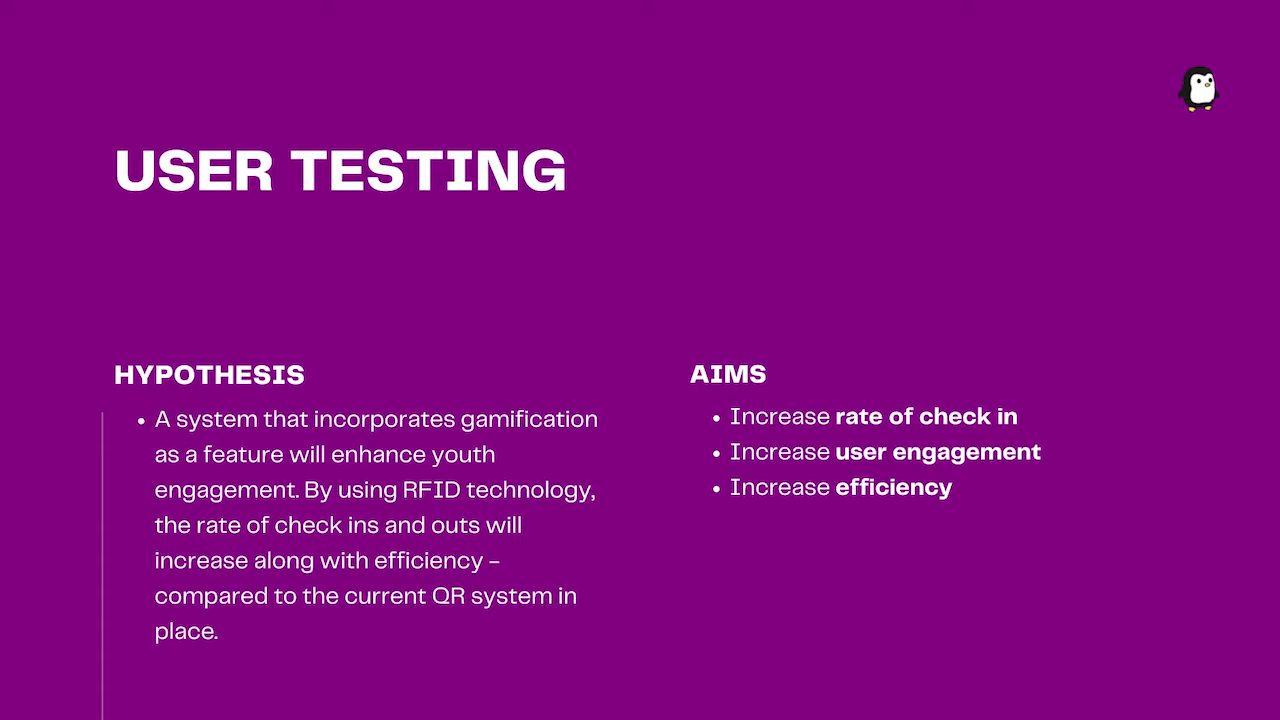 USER TESTING
HYPOTHESIS
• A system that incorporates gamification
as a feature will enhance youth
engagement. By using RFID technology,
the rate of check ins and outs will
increase along with efficiency –
compared to the current QR system in
place.
AIMS
• Increase rate of check in
• Increase user engagement
• Increase efficiency